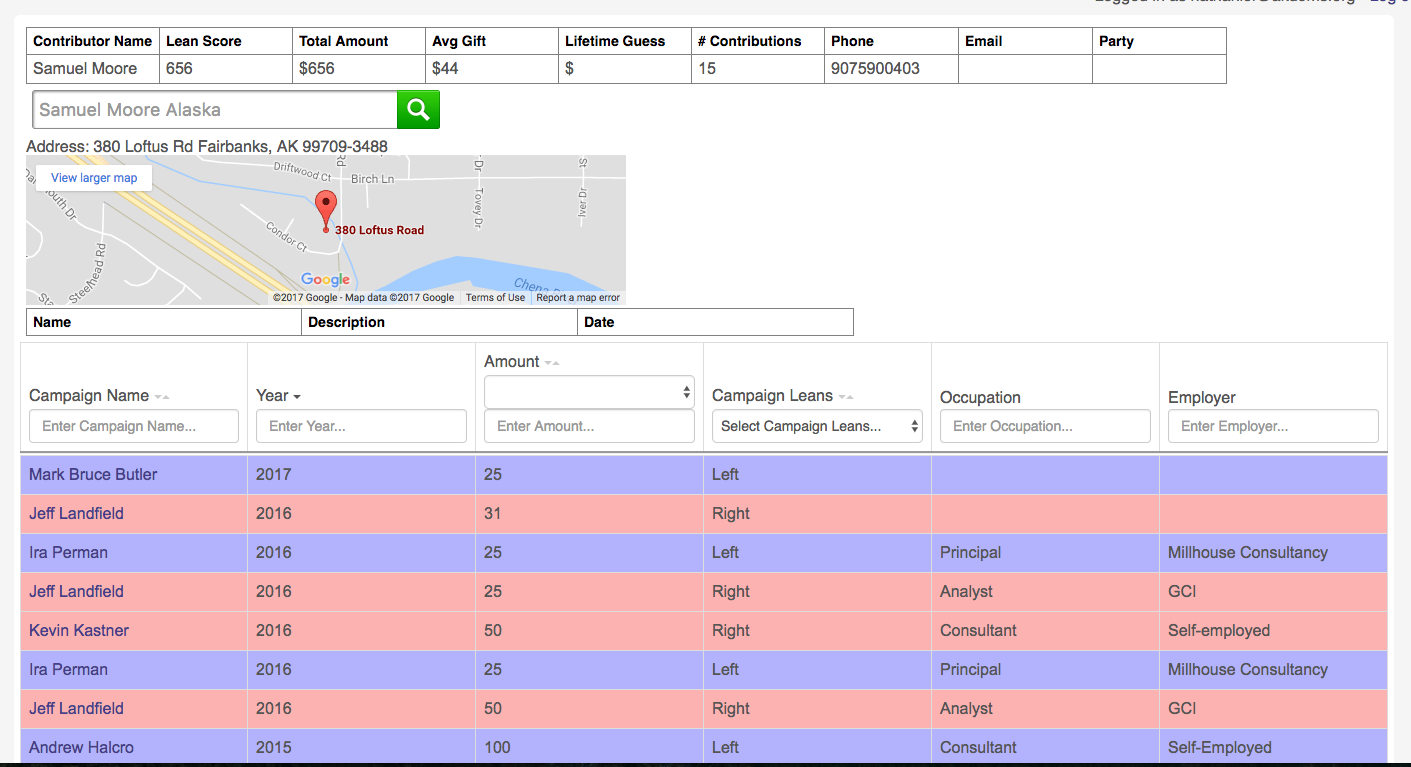 Contributor Name Lean Score Total Amount Avg Gift Lifetime Guess # Contributions Phone Email Party
Samuel Moore 656 $656 $44 $ 15 9075900403
Samuel Moore Alaska
Address: 380 Loftus Rd Fairbanks, AK 99709-3488
View larger map
Driftwood Ct
Rd
Birch Ln
Dr
Tovey Dr
St
Iver Dr
Condor Ct
380 Loftus Road
Steelhead Rd
Google
Chena
©2017 Google - Map data ©2017 Google Terms of Use Report a map error
Name Description Date
Amount
Campaign Name Year Campaign Leans Occupation Employer
Enter Campaign Name... Enter Year... Enter Amount... Select Campaign Leans... Enter Occupation... Enter Employer...
Mark Bruce Butler 2017 25 Left
Jeff Landfield 2016 31 Right
Ira Perman 2016 25 Left Principal Millhouse Consultancy
Jeff Landfield 2016 25 Right Analyst GCI
Kevin Kastner 2016 50 Right Consultant Self-employed
Ira Perman 2016 25 Left Principal Millhouse Consultancy
Jeff Landfield 2016 50 Right Analyst GCI
Andrew Halcro 2015 100 Left Consultant Self-Employed